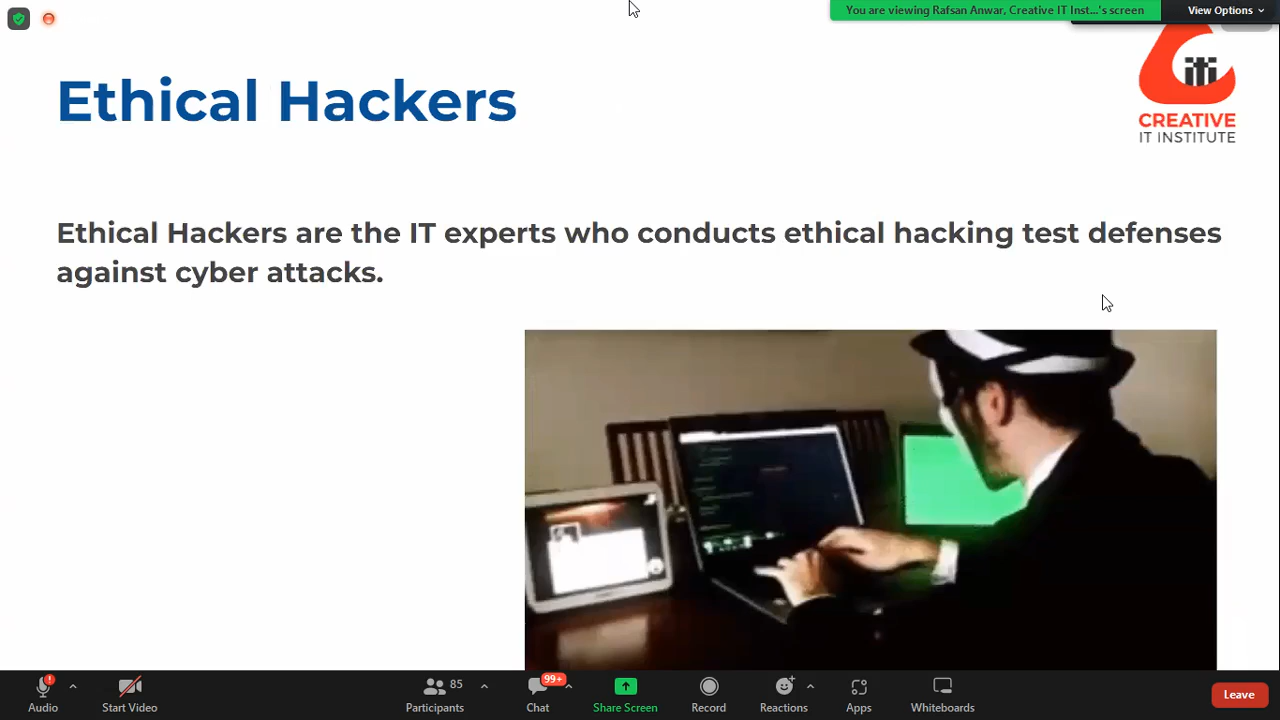 You are viewing Rafsan Anwar, Creative IT Inst...'s screen
View Options
Ethical Hackers
iTi
CREATIVE
IT INSTITUTE
Ethical Hackers are the IT experts who conducts ethical hacking test defenses
against cyber attacks.
Audio
Start Video
85
Participants
99+
Chat
Share Screen
Record
Reactions
Apps
Whiteboards
Leave